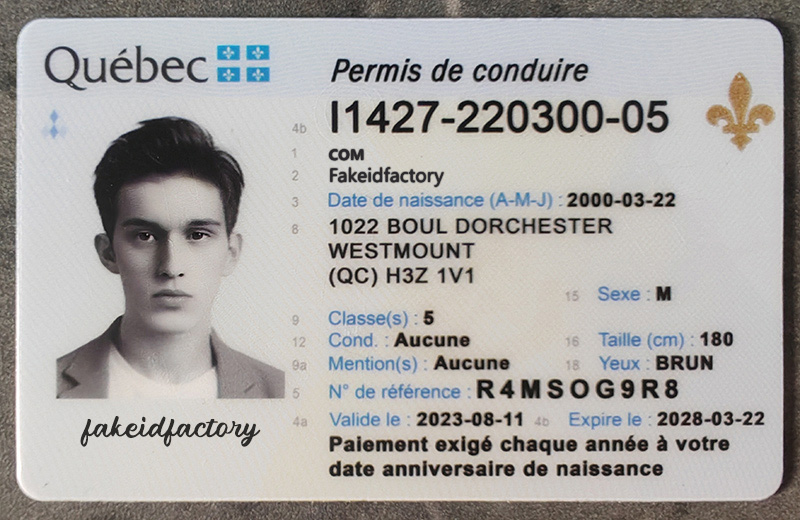 Québec
Permis de conduire
4b I1427-220300-05
1 COM
2 Fakeidfactory
3 Date de naissance (A-M-J) : 2000-03-22
8 1022 BOUL DORCHESTER
WESTMOUNT
(QC) H3Z 1V1
15 Sexe : M
9 Classe(s) : 5
12 Cond. : Aucune 16 Taille (cm) : 180
9a Mention(s) : Aucune 18 Yeux : BRUN
5 N° de référence : R4MSOG9R8
4a Valide le : 2023-08-11 4b Expire le : 2028-03-22
Paiement exigé chaque année à votre
date anniversaire de naissance
fakeidfactory